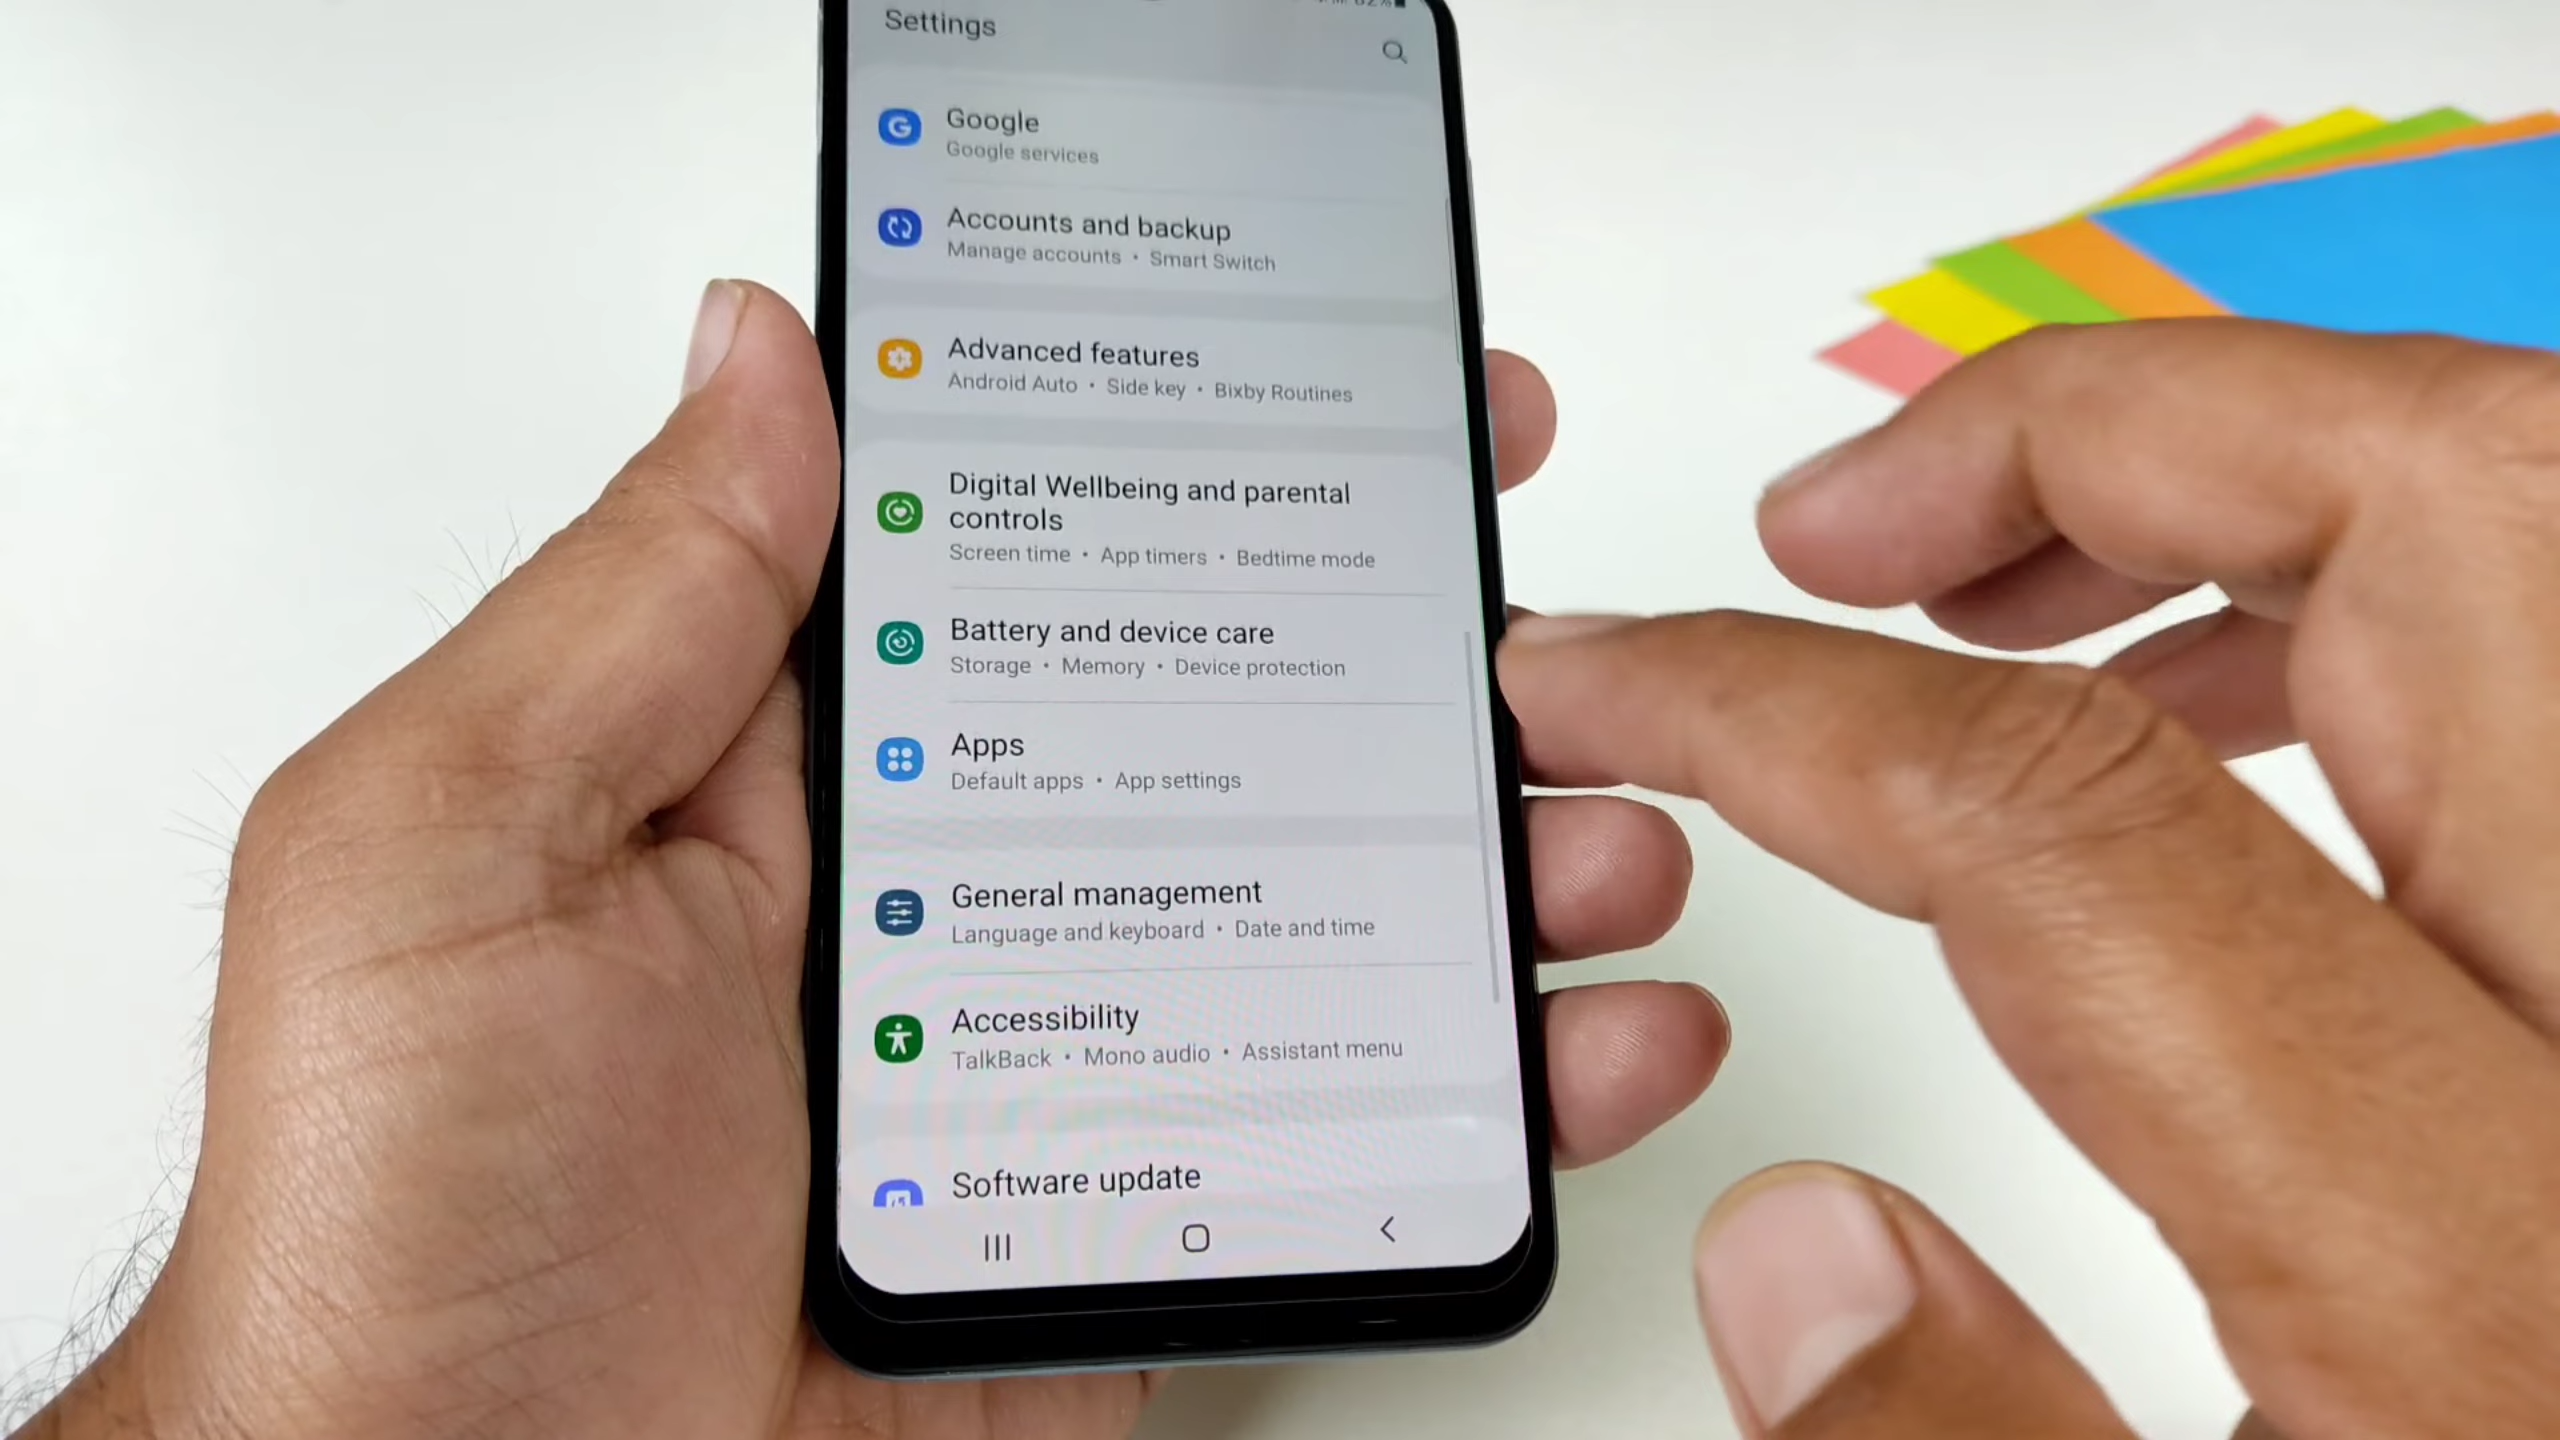 Settings
Google
Google services
Accounts and backup
Manage accounts • Smart Switch
Advanced features
Android Auto • Side key • Bixby Routines
Digital Wellbeing and parental
controls
Screen time • App timers • Bedtime mode
Battery and device care
Storage • Memory • Device protection
Apps
Default apps • App settings
General management
Language and keyboard • Date and time
Accessibility
TalkBack • Mono audio • Assistant menu
Software update